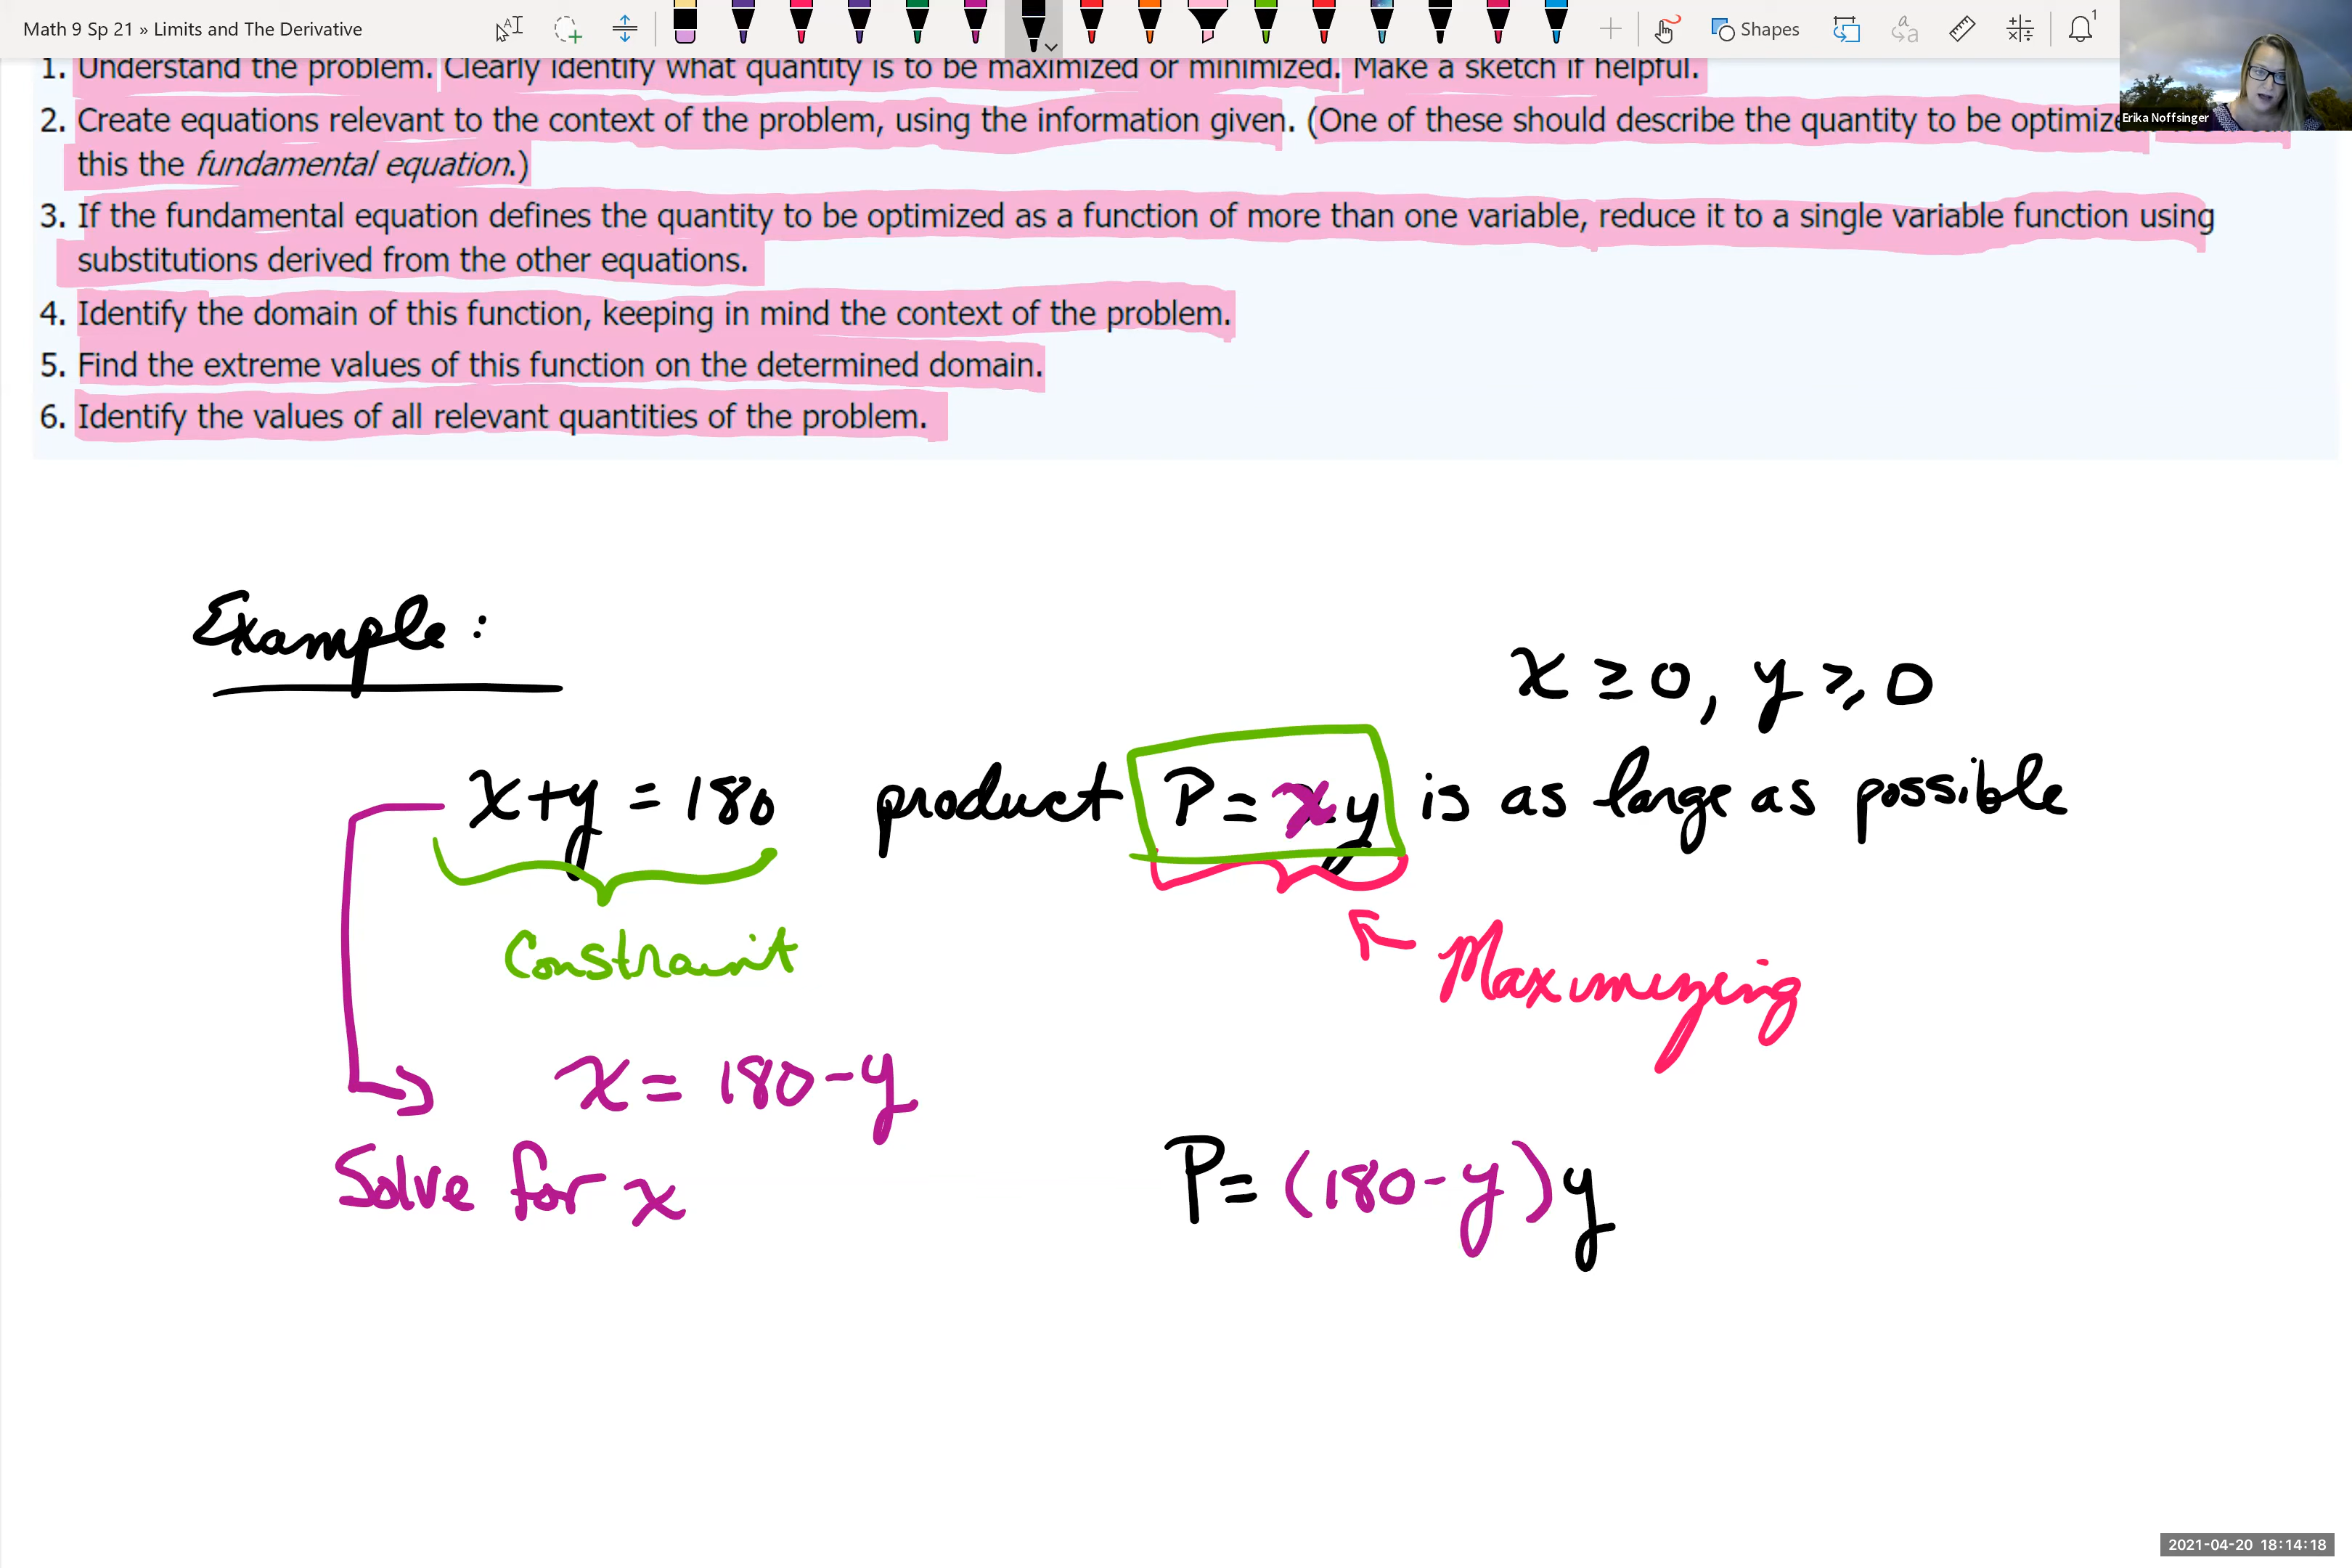 Math 9 Sp 21 » Limits and The Derivative
Shapes
1
Erika Noffsinger
1. Understand the problem. Clearly identify what quantity is to be maximized or minimized. Make a sketch if helpful.
2. Create equations relevant to the context of the problem, using the information given. (One of these should describe the quantity to be optimize
this the fundamental equation.)
3. If the fundamental equation defines the quantity to be optimized as a function of more than one variable, reduce it to a single variable function using
substitutions derived from the other equations.
4. Identify the domain of this function, keeping in mind the context of the problem.
5. Find the extreme values of this function on the determined domain.
6. Identify the values of all relevant quantities of the problem.
Example:
x ≥ 0, y ≥ 0
x+y = 180 product P = xy is as large as possible
Constraint
Maximizing
x = 180-y
Solve for x
P = (180-y)y
2021-04-20 18:14:18